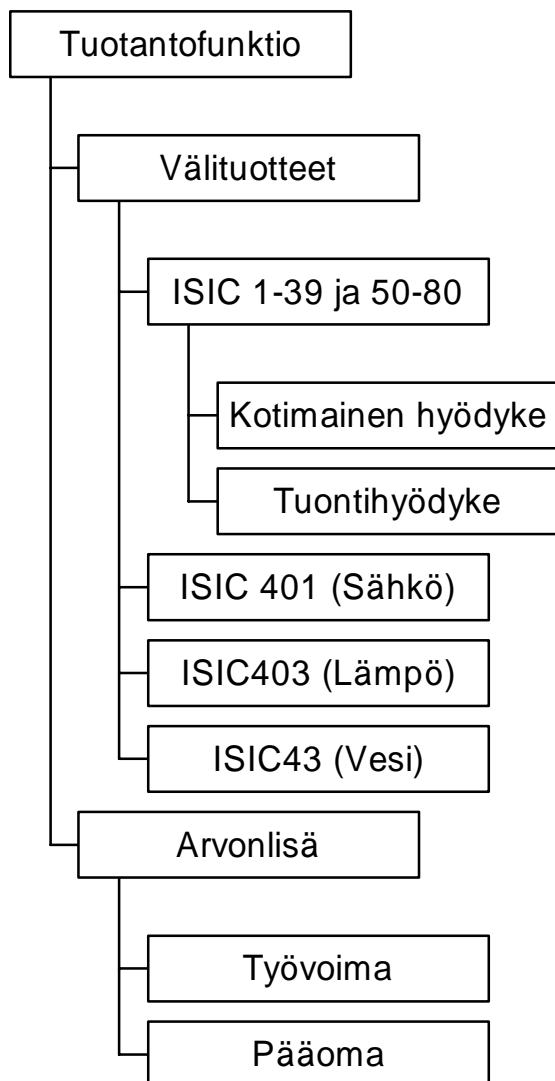 Tuotantofunktio
Välituotteet
ISIC 1-39 ja 50-80
Kotimainen hyödyke
Tuontihyödyke
ISIC 401 (Sähkö)
ISIC403 (Lämpö)
ISIC43 (Vesi)
Arvonlisä
Työvoima
Pääoma